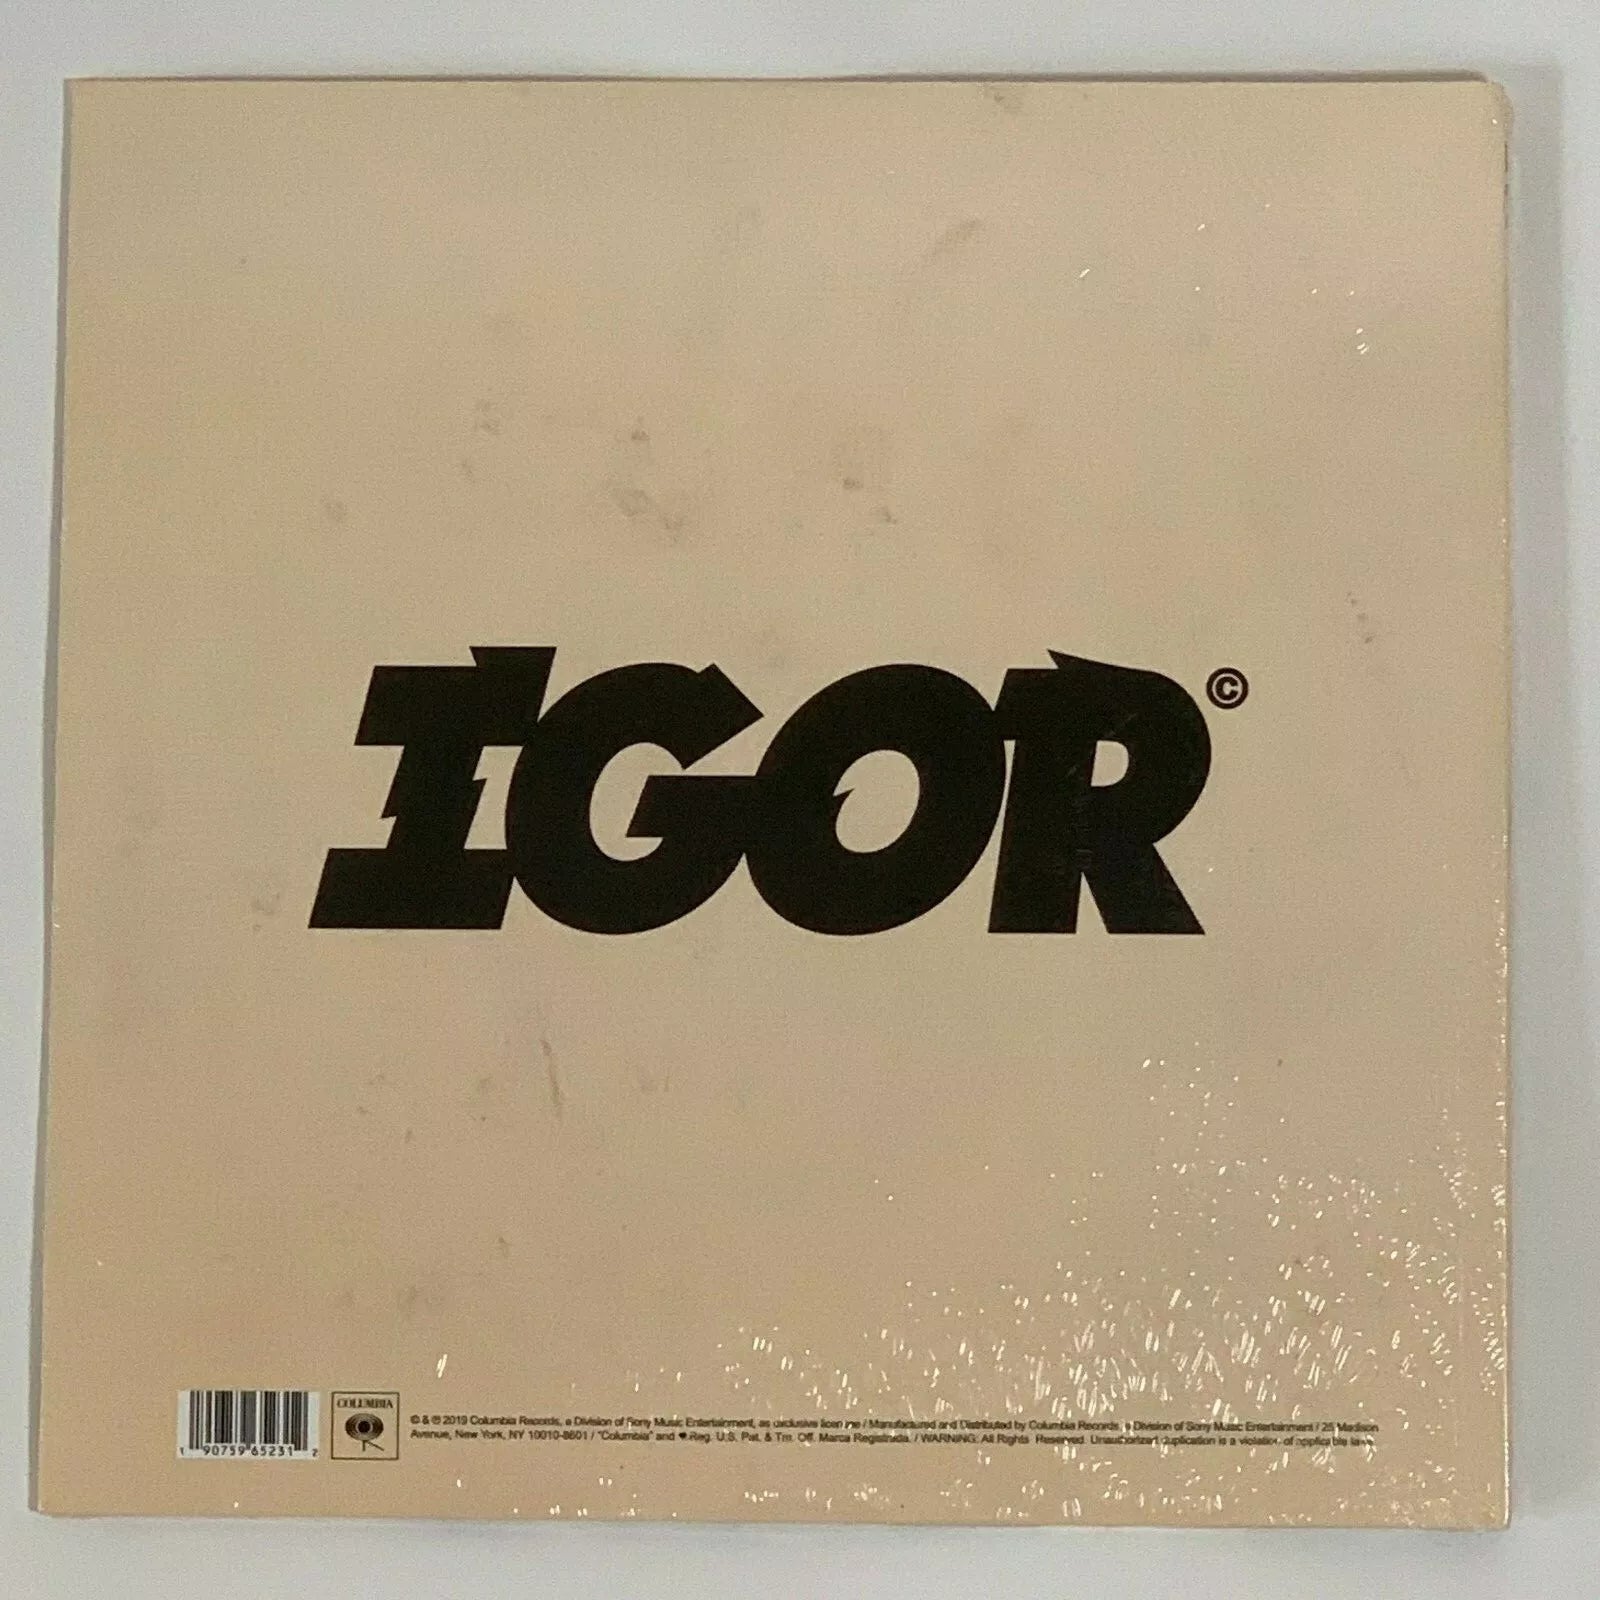 IGOR©
1 90759 65231 2
COLUMBIA
© & ℗ 2019 Columbia Records, a Division of Sony Music Entertainment, as exclusive / Manufactured and Distributed by Columbia Records, a Division of Sony Music Entertainment / 25 Madison
Avenue, New York, NY 10010-8601 / "Columbia" and Reg. U.S. Pat. & Tm. Off. Marca Registrada. / WARNING: All Rights Reserved. Unauthorized duplication is a violation of applicable laws.